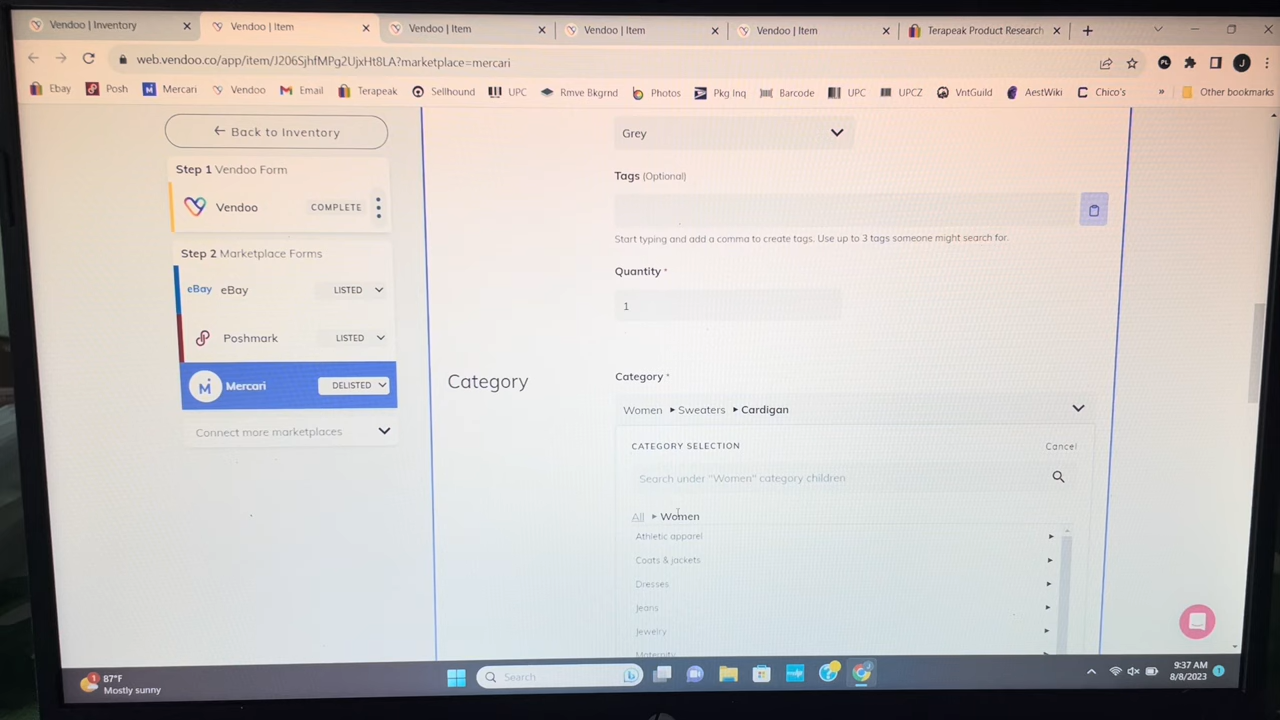 Vendoo | Inventory
Vendoo | Item
Vendoo | Item
Vendoo | Item
Vendoo | Item
Terapeak Product Research
web.vendoo.co/app/item/J206SjhfMPg2UjxHt8LA?marketplace=mercari
Ebay
Posh
Mercari
Vendoo
Email
Terapeak
Sellhound
UPC
Rmve Bkgrnd
Photos
Pkg Inq
Barcode
UPC
UPCZ
VntGuild
AestWiki
Chico's
»
Other bookmarks
← Back to Inventory
Step 1 Vendoo Form
Vendoo COMPLETE
Step 2 Marketplace Forms
eBay eBay LISTED
Poshmark LISTED
Mercari DELISTED
Connect more marketplaces
Grey
Tags (Optional)
Start typing and add a comma to create tags. Use up to 3 tags someone might search for.
Quantity *
1
Category
Category *
Women ▸ Sweaters ▸ Cardigan
CATEGORY SELECTION Cancel
Search under "Women" category children
All ▸ Women
Athletic apparel
Coats & jackets
Dresses
Jeans
Jewelry
Maternity
87°F
Mostly sunny
Search
9:37 AM
8/8/2023